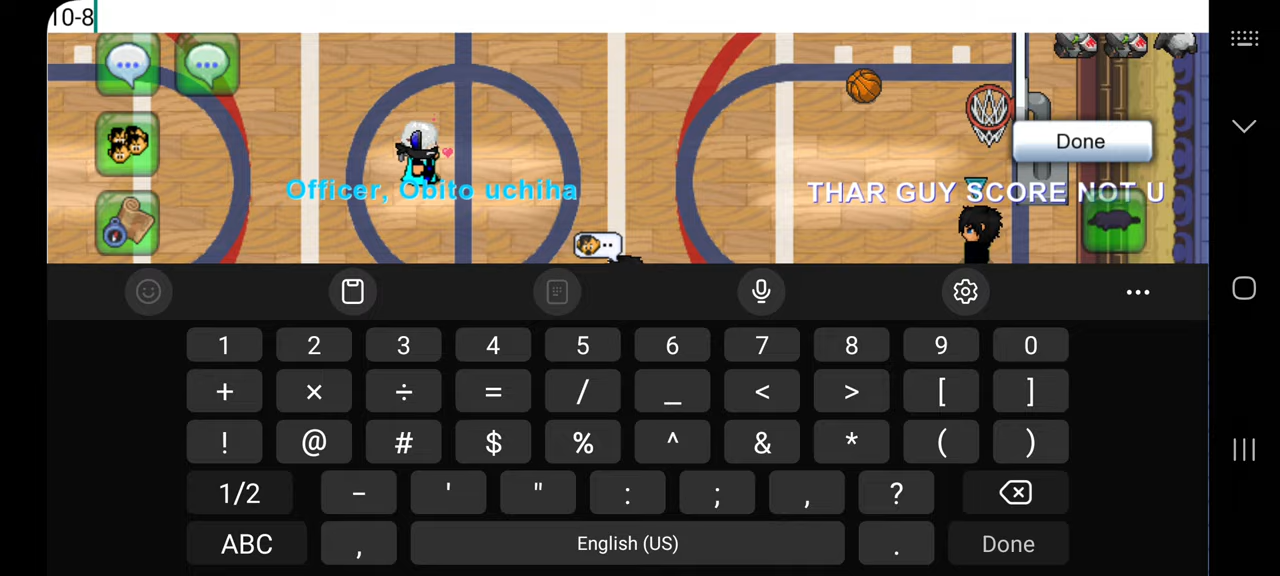 10-8
Done
Officer, Obito uchiha
THAR GUY SCORE NOT U
1 2 3 4 5 6 7 8 9 0
+ × ÷ = / _ < > [ ]
! @ # $ % ^ & * ( )
1/2 - ' " : ; , ?
ABC , English (US) . Done